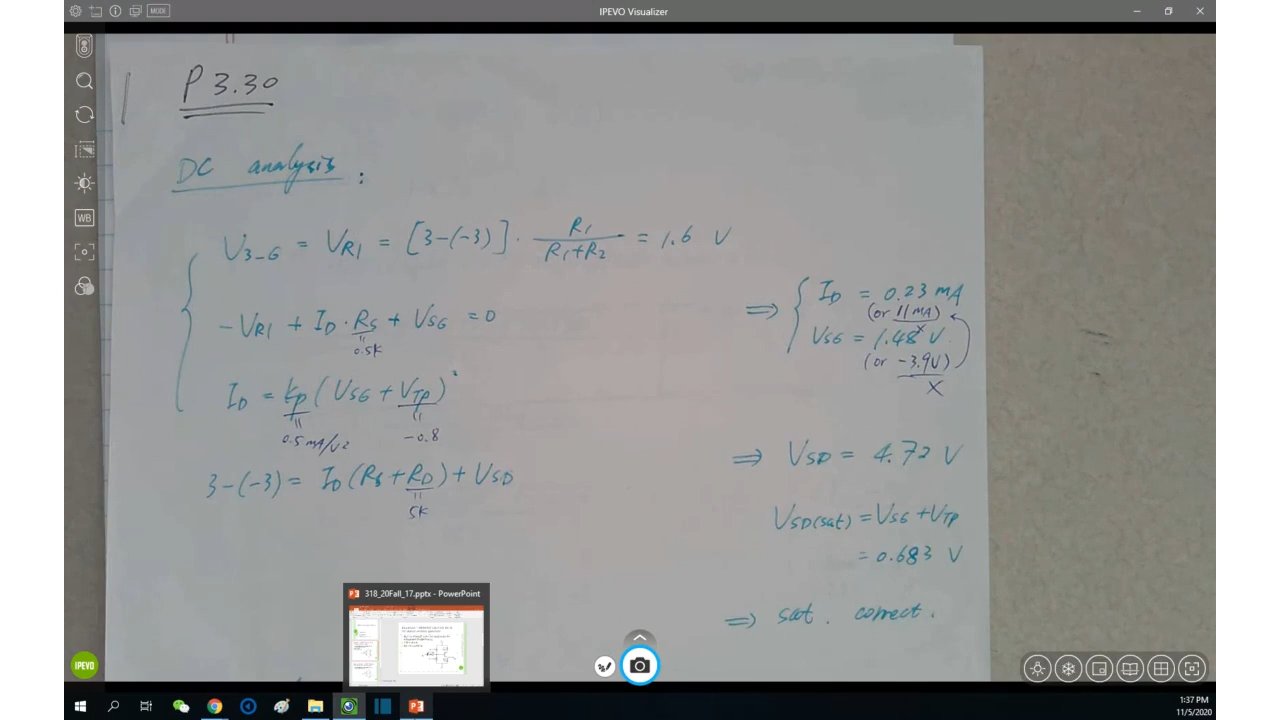 IPEVO Visualizer
MODE
WB
P 3.30
DC analysis :
V3-G = VR1 = [3-(-3)] · R1 / (R1+R2) = 1.6 V
-VR1 + ID · RS + VSG = 0
0.5K
ID = kp (VSG + VTP)²
0.5 mA/V2
-0.8
3-(-3) = ID (RS + RD) + VSD
5K
⇒ { ID = 0.23 mA
(or 11 mA) x
VSG = 1.48 V.
(or -3.9V)
X
⇒ VSD = 4.72 V
VSD(sat) = VSG + VTP
= 0.683 V
⇒ sat. correct.
318_20Fall_17.pptx - PowerPoint
IPEVO
1:37 PM
11/5/2020